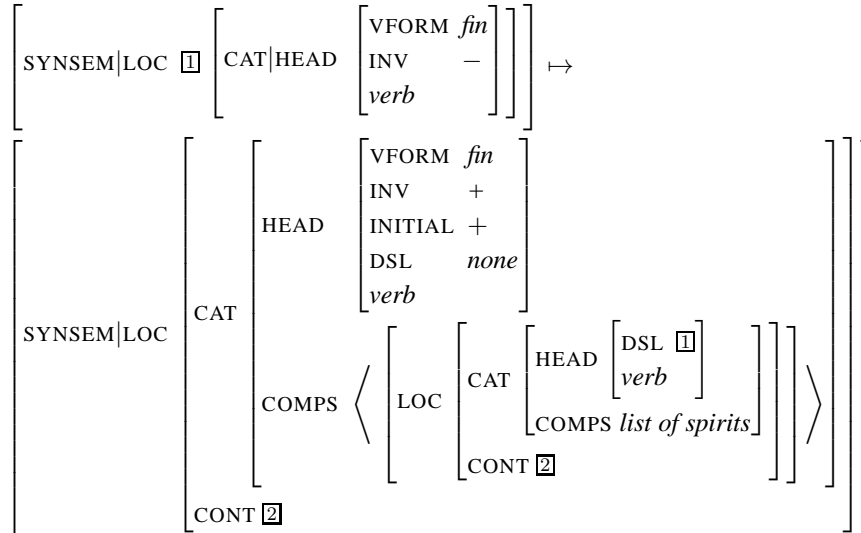 VFORM fin
SYNSEM|LOC 1 CAT|HEAD INV − ↦
verb
VFORM fin
INV +
HEAD INITIAL +
DSL none
verb
CAT
SYNSEM|LOC
DSL 1
HEAD
verb
CAT
COMPS ⟨ LOC ⟩
COMPS list of spirits
CONT 2
CONT 2